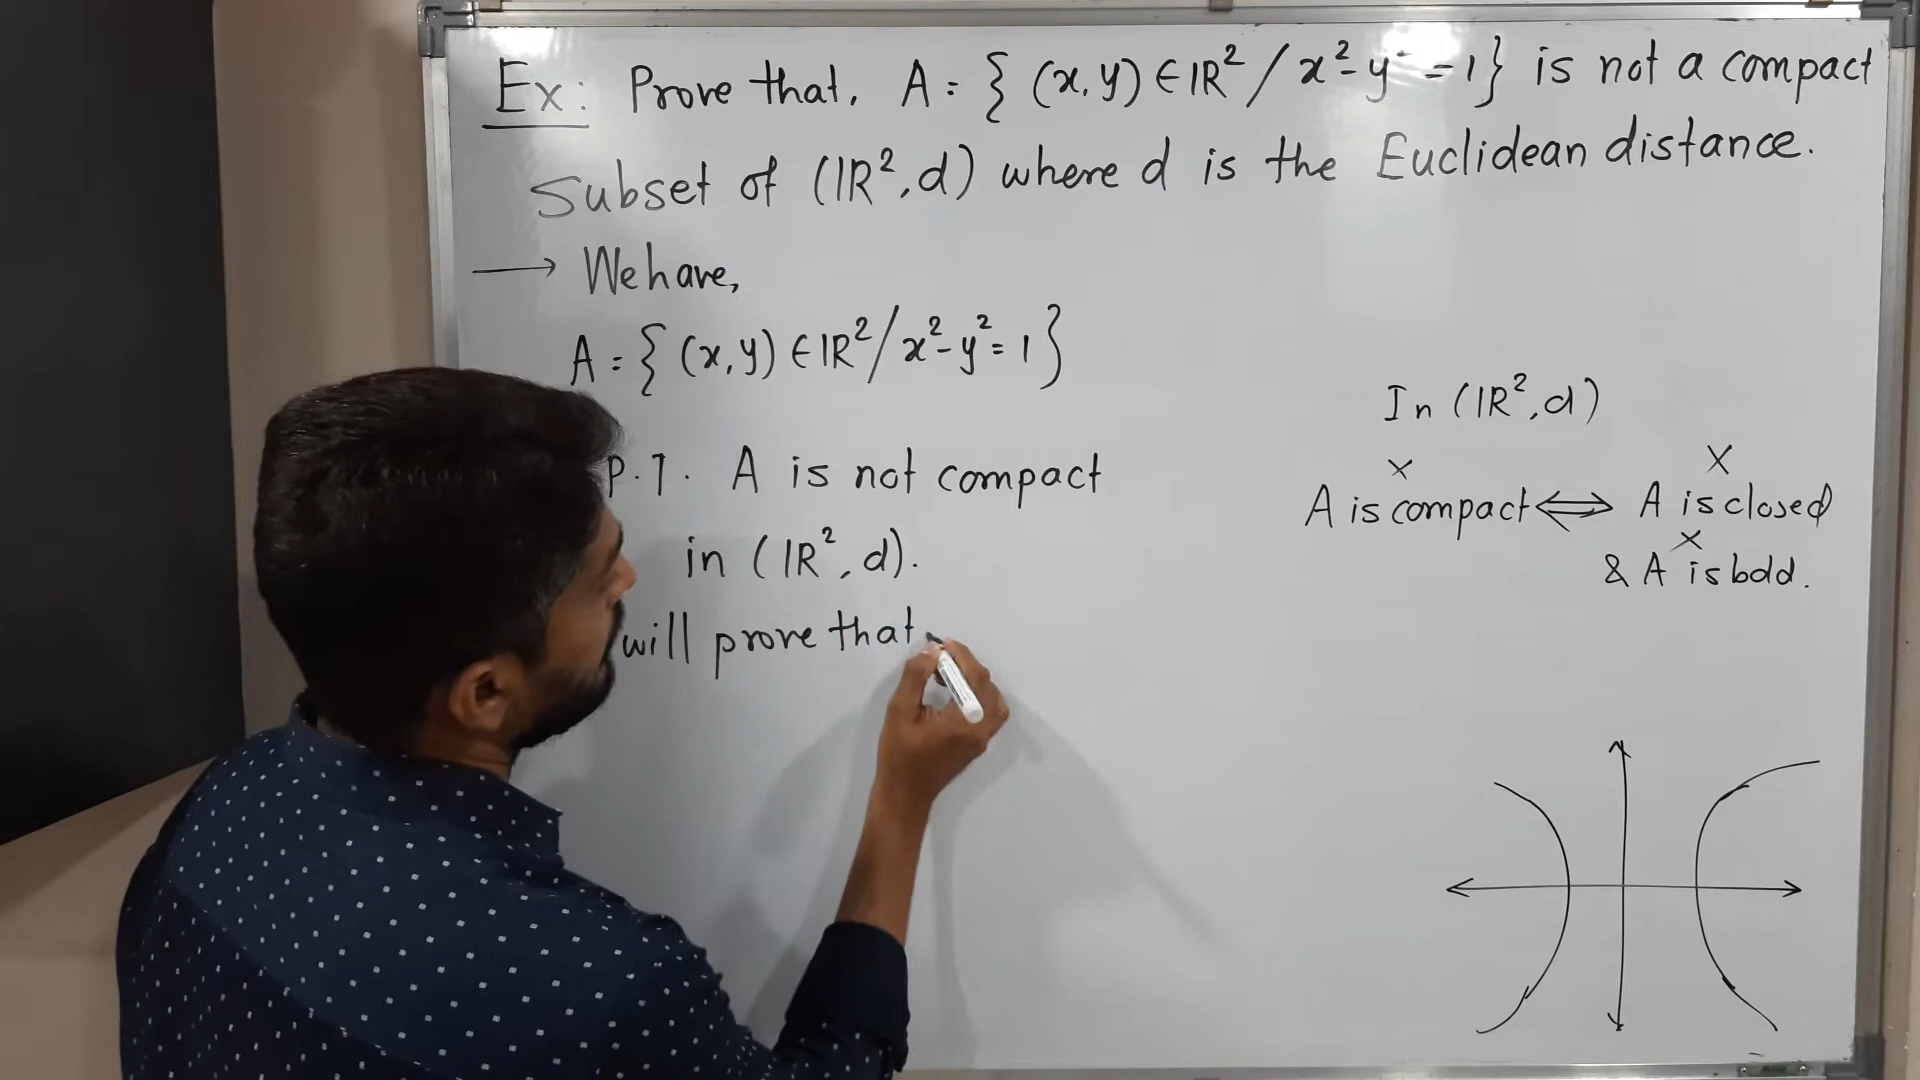 Ex: Prove that, A = { (x, y) ∈ IR² / x² - y² = 1 } is not a compact
Subset of (IR², d) where d is the Euclidean distance.
→ We have,
A = { (x, y) ∈ IR² / x² - y² = 1 }
P.T. A is not compact
in (IR², d).
will prove that
In (IR², d)
x x
A is compact ⟺ A is closed
x
& A is bdd.